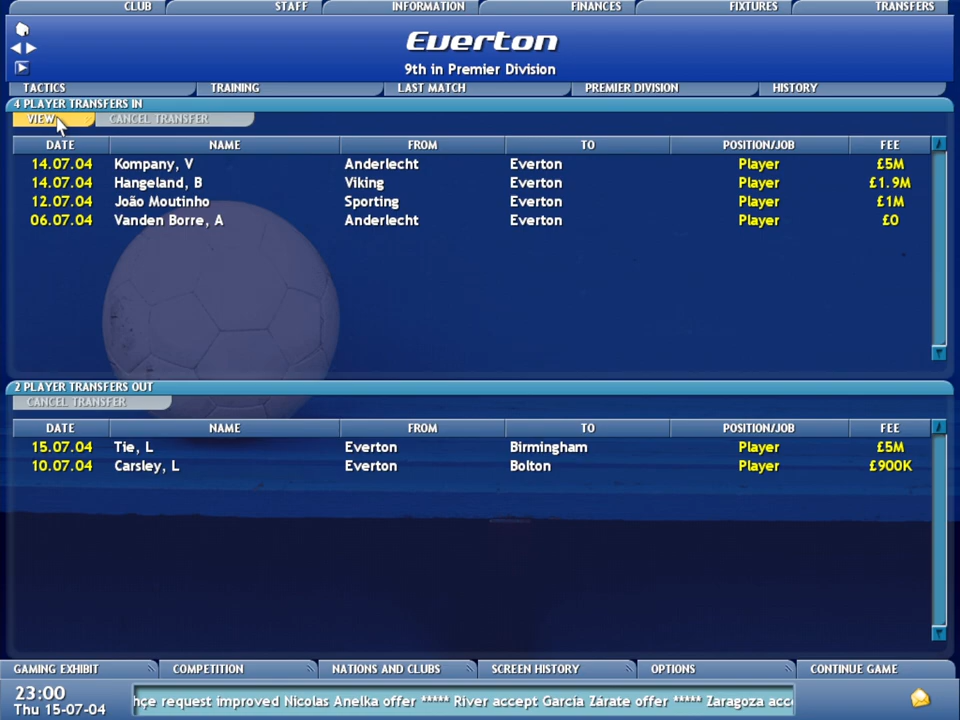 CLUB STAFF INFORMATION FINANCES FIXTURES TRANSFERS
Everton
9th in Premier Division
TACTICS TRAINING LAST MATCH PREMIER DIVISION HISTORY
4 PLAYER TRANSFERS IN
VIEW CANCEL TRANSFER
DATE NAME FROM TO POSITION/JOB FEE
14.07.04 Kompany, V Anderlecht Everton Player £5M
14.07.04 Hangeland, B Viking Everton Player £1.9M
12.07.04 João Moutinho Sporting Everton Player £1M
06.07.04 Vanden Borre, A Anderlecht Everton Player £0
2 PLAYER TRANSFERS OUT
CANCEL TRANSFER
DATE NAME FROM TO POSITION/JOB FEE
15.07.04 Tie, L Everton Birmingham Player £5M
10.07.04 Carsley, L Everton Bolton Player £900K
GAMING EXHIBIT COMPETITION NATIONS AND CLUBS SCREEN HISTORY OPTIONS CONTINUE GAME
23:00
Thu 15-07-04
hçe request improved Nicolas Anelka offer ***** River accept García Zárate offer ***** Zaragoza acc